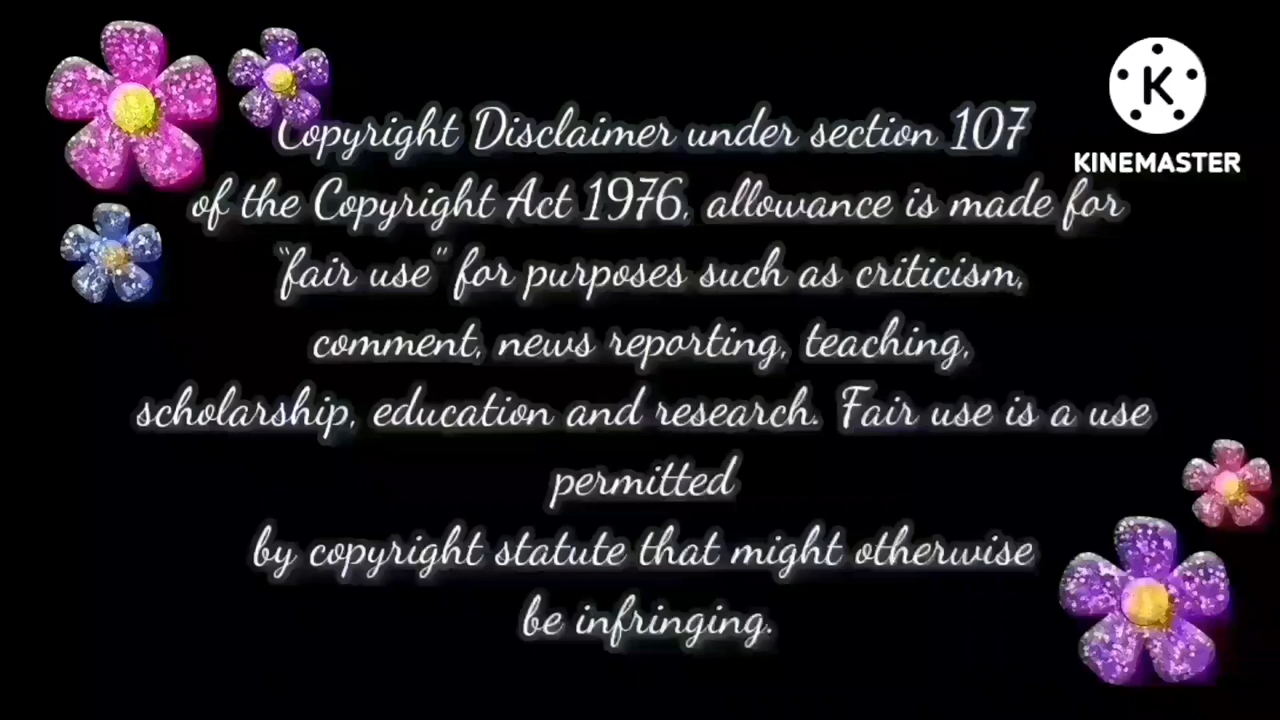 Copyright Disclaimer under section 107
of the Copyright Act 1976, allowance is made for
“fair use” for purposes such as criticism,
comment, news reporting, teaching,
scholarship, education and research. Fair use is a use
permitted
by copyright statute that might otherwise
be infringing.
K
KINEMASTER